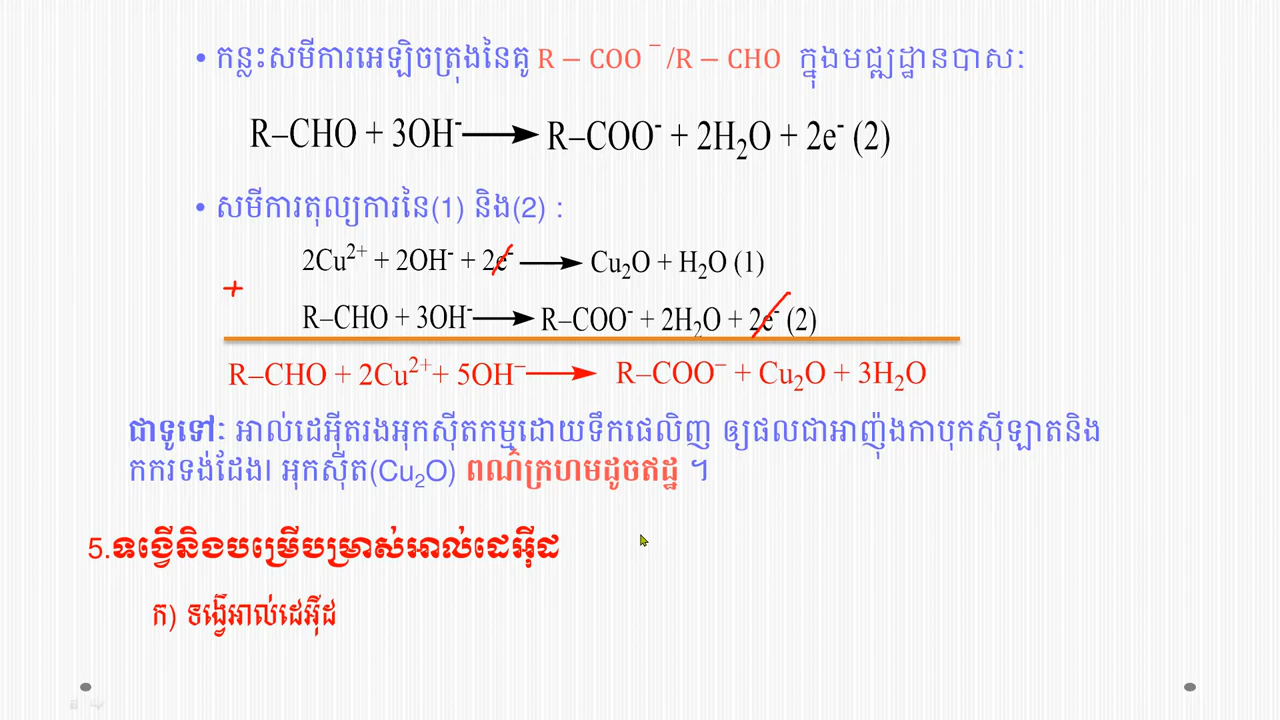 • កន្លះសមីការអេឡិចត្រុងនៃគូ R – COO⁻/R – CHO ក្នុងមជ្ឈដ្ឋានបាស:
R–CHO + 3OH⁻ ⟶ R–COO⁻ + 2H₂O + 2e⁻ (2)
• សមីការតុល្យការនៃ(1) និង(2) :
2Cu²⁺ + 2OH⁻ + 2e⁻ ⟶ Cu₂O + H₂O (1)
+
R–CHO + 3OH⁻ ⟶ R–COO⁻ + 2H₂O + 2e⁻ (2)
R–CHO + 2Cu²⁺ + 5OH⁻ ⟶ R–COO⁻ + Cu₂O + 3H₂O
ជាទូទៅ: អាល់ដេអ៊ីតរងអុកស៊ីតកម្មដោយទឹកផេលិញ ឲ្យផលជាអាញ៉ុងកាបុកស៊ីឡាតនិង
កករទង់ដែងI អុកស៊ីត(Cu₂O) ពណ៌ក្រហមដូចឥដ្ឋ ។
5.ទង្វើនិងបម្រើបម្រាស់អាល់ដេអ៊ីដ
ក) ទង្វើអាល់ដេអ៊ីដ